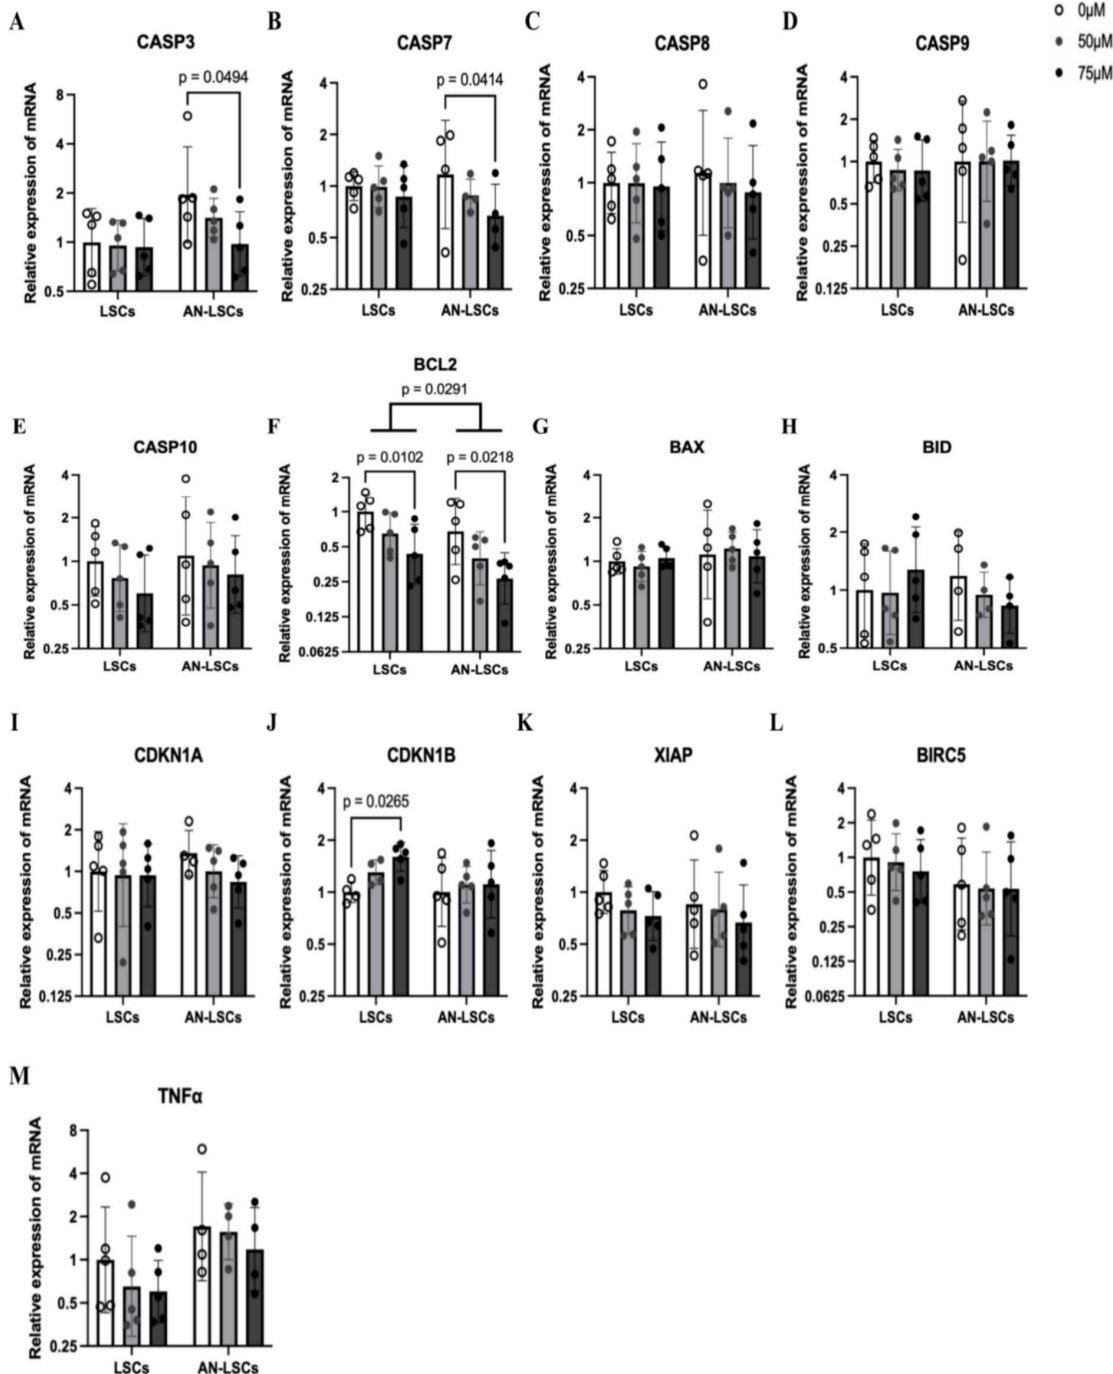 A
B
C
D
0μM
50μM
75μM
CASP3
CASP7
CASP8
CASP9
p = 0.0494
p = 0.0414
Relative expression of mRNA
8
4
2
1
0.5
LSCs
AN-LSCs
Relative expression of mRNA
4
2
1
0.5
0.25
LSCs
AN-LSCs
Relative expression of mRNA
4
2
1
0.5
0.25
LSCs
AN-LSCs
Relative expression of mRNA
4
2
1
0.5
0.25
0.125
LSCs
AN-LSCs
E
CASP10
Relative expression of mRNA
4
2
1
0.5
0.25
LSCs
AN-LSCs
F
BCL2
p = 0.0291
p = 0.0102
p = 0.0218
Relative expression of mRNA
2
1
0.5
0.25
0.125
0.0625
LSCs
AN-LSCs
G
BAX
Relative expression of mRNA
4
2
1
0.5
0.25
LSCs
AN-LSCs
H
BID
Relative expression of mRNA
4
2
1
0.5
LSCs
AN-LSCs
I
CDKN1A
Relative expression of mRNA
4
2
1
0.5
0.25
0.125
LSCs
AN-LSCs
J
CDKN1B
p = 0.0265
Relative expression of mRNA
4
2
1
0.5
0.25
LSCs
AN-LSCs
K
XIAP
Relative expression of mRNA
4
2
1
0.5
0.25
LSCs
AN-LSCs
L
BIRC5
Relative expression of mRNA
4
2
1
0.5
0.25
0.125
0.0625
LSCs
AN-LSCs
M
TNFα
Relative expression of mRNA
8
4
2
1
0.5
0.25
LSCs
AN-LSCs